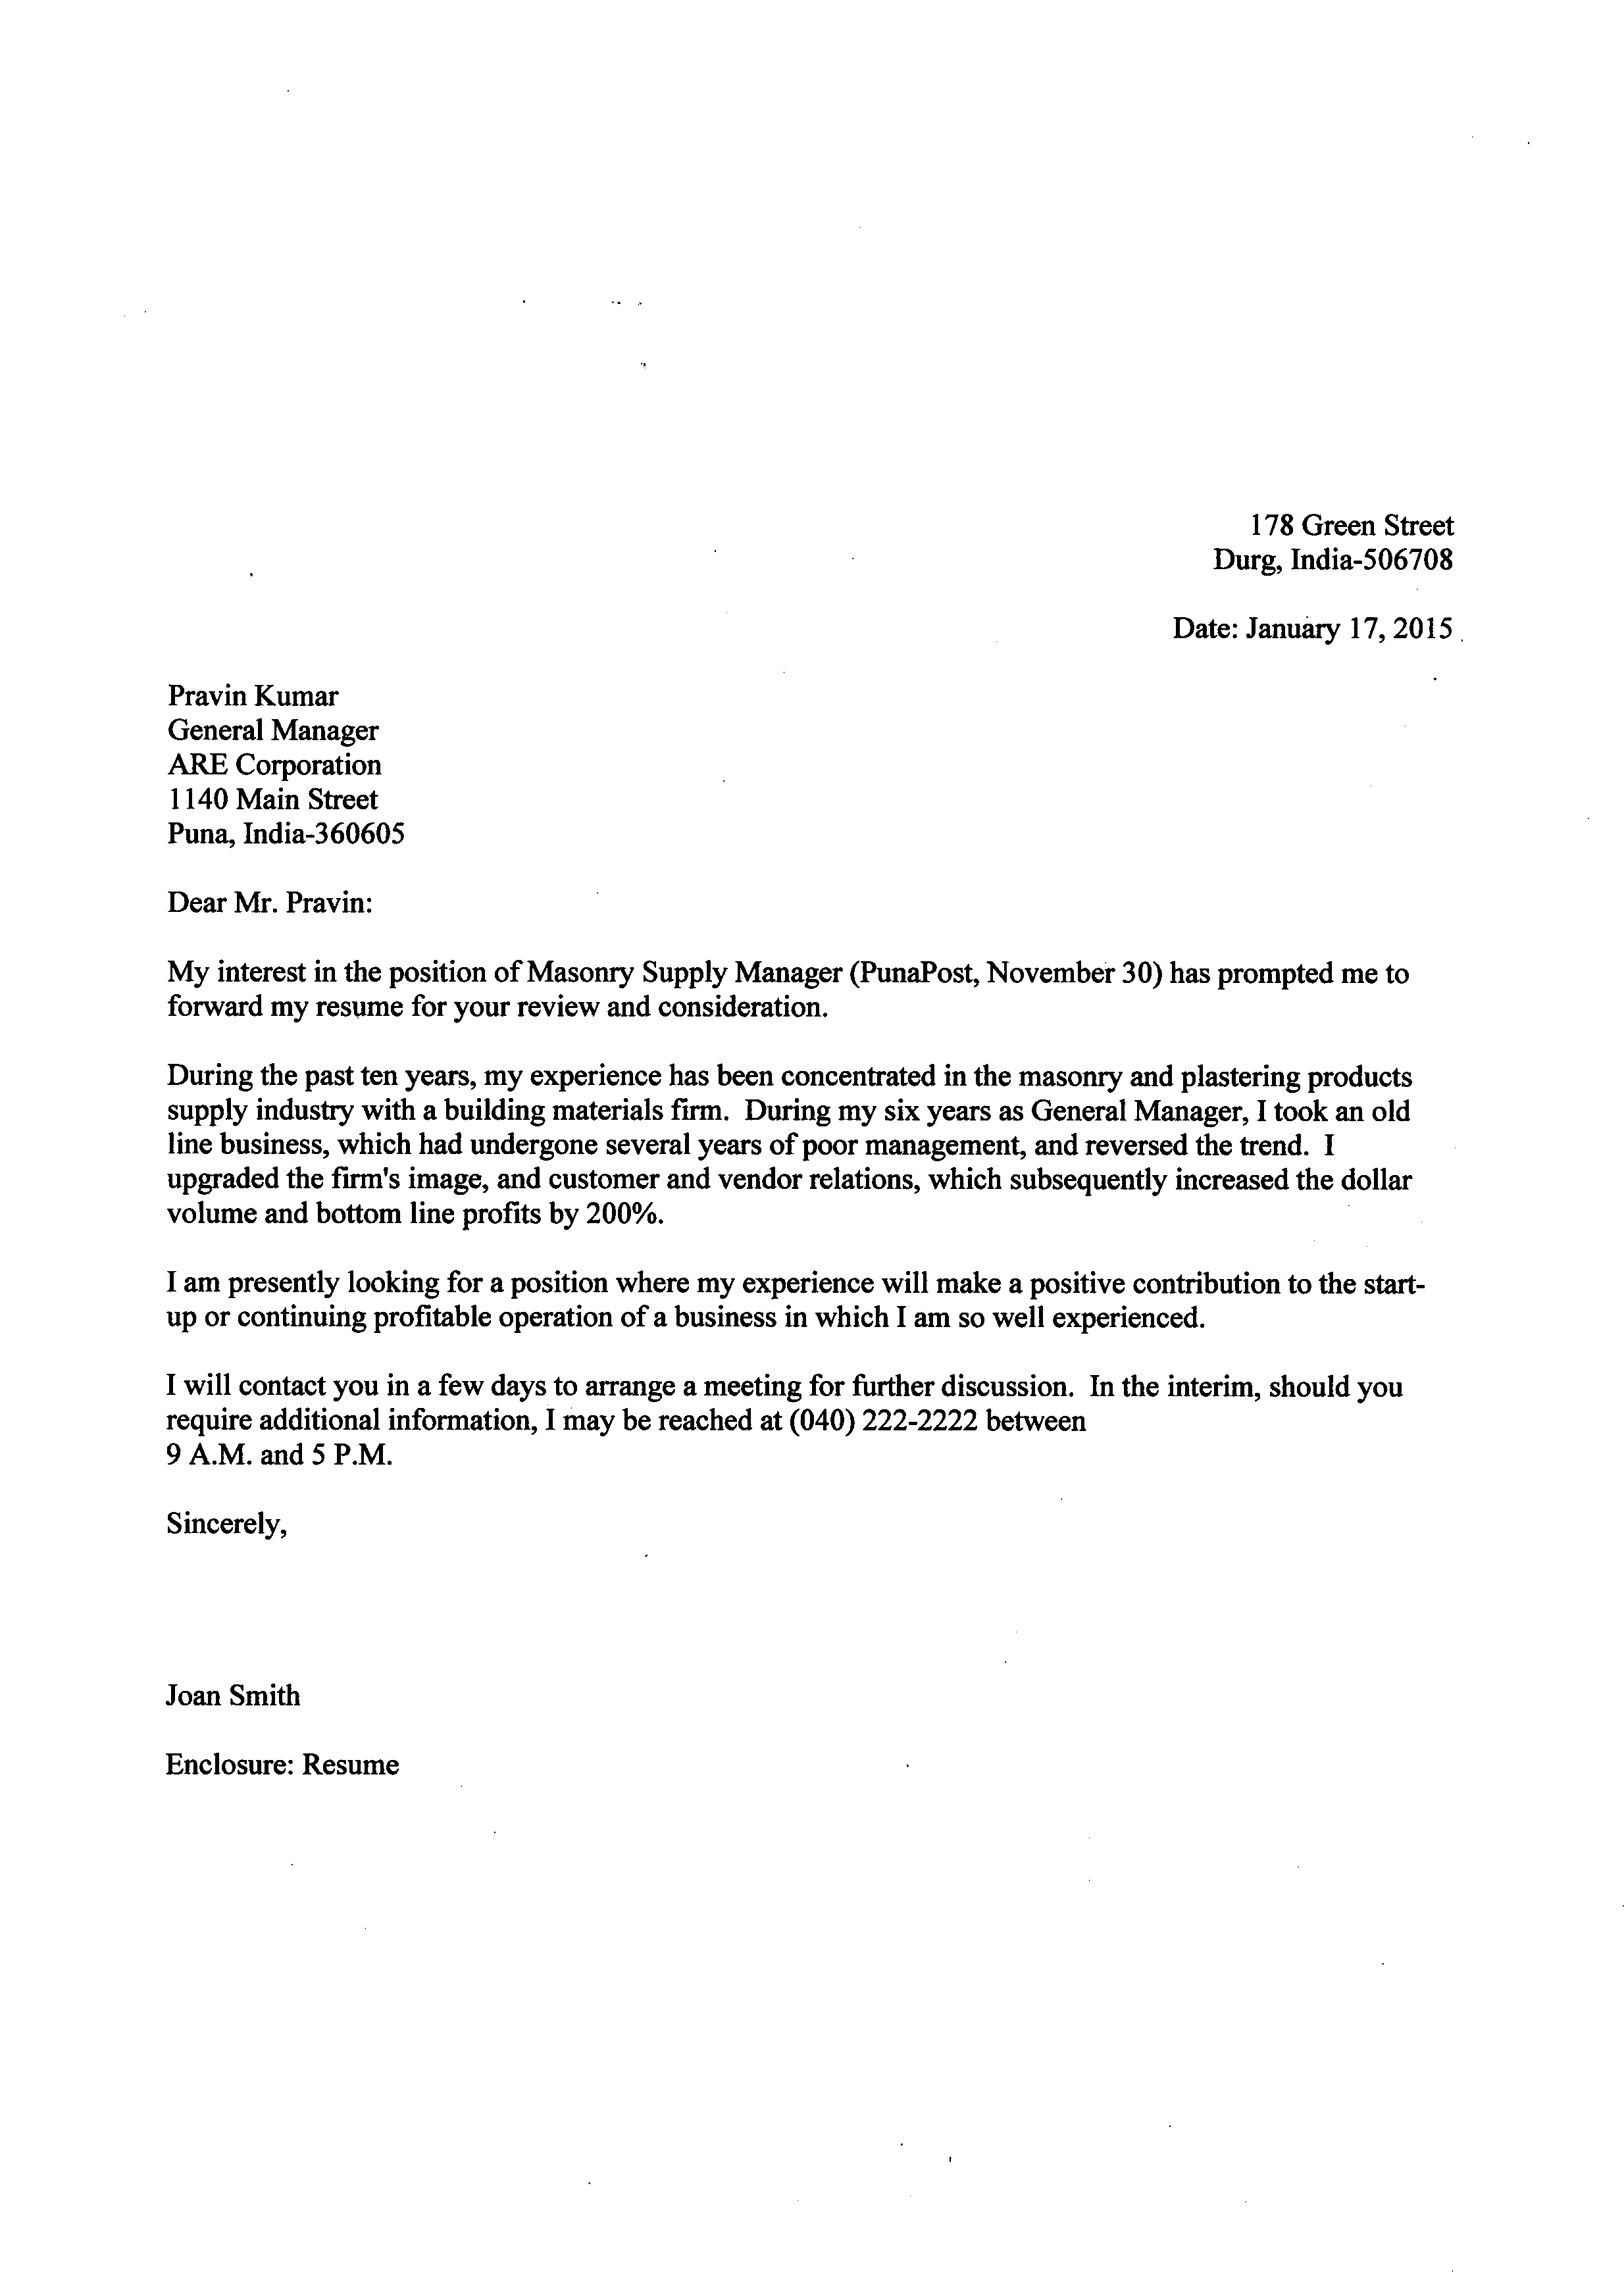 178 Green Street
Durg, India-506708
Date: January 17, 2015
Pravin Kumar
General Manager
ARE Corporation
1140 Main Street
Puna, India-360605
Dear Mr. Pravin:
My interest in the position of Masonry Supply Manager (PunaPost, November 30) has prompted me to
forward my resume for your review and consideration.
During the past ten years, my experience has been concentrated in the masonry and plastering products
supply industry with a building materials firm.  During my six years as General Manager, I took an old
line business, which had undergone several years of poor management, and reversed the trend.  I
upgraded the firm's image, and customer and vendor relations, which subsequently increased the dollar
volume and bottom line profits by 200%.
I am presently looking for a position where my experience will make a positive contribution to the start-
up or continuing profitable operation of a business in which I am so well experienced.
I will contact you in a few days to arrange a meeting for further discussion.  In the interim, should you
require additional information, I may be reached at (040) 222-2222 between
9 A.M. and 5 P.M.
Sincerely,
Joan Smith
Enclosure: Resume